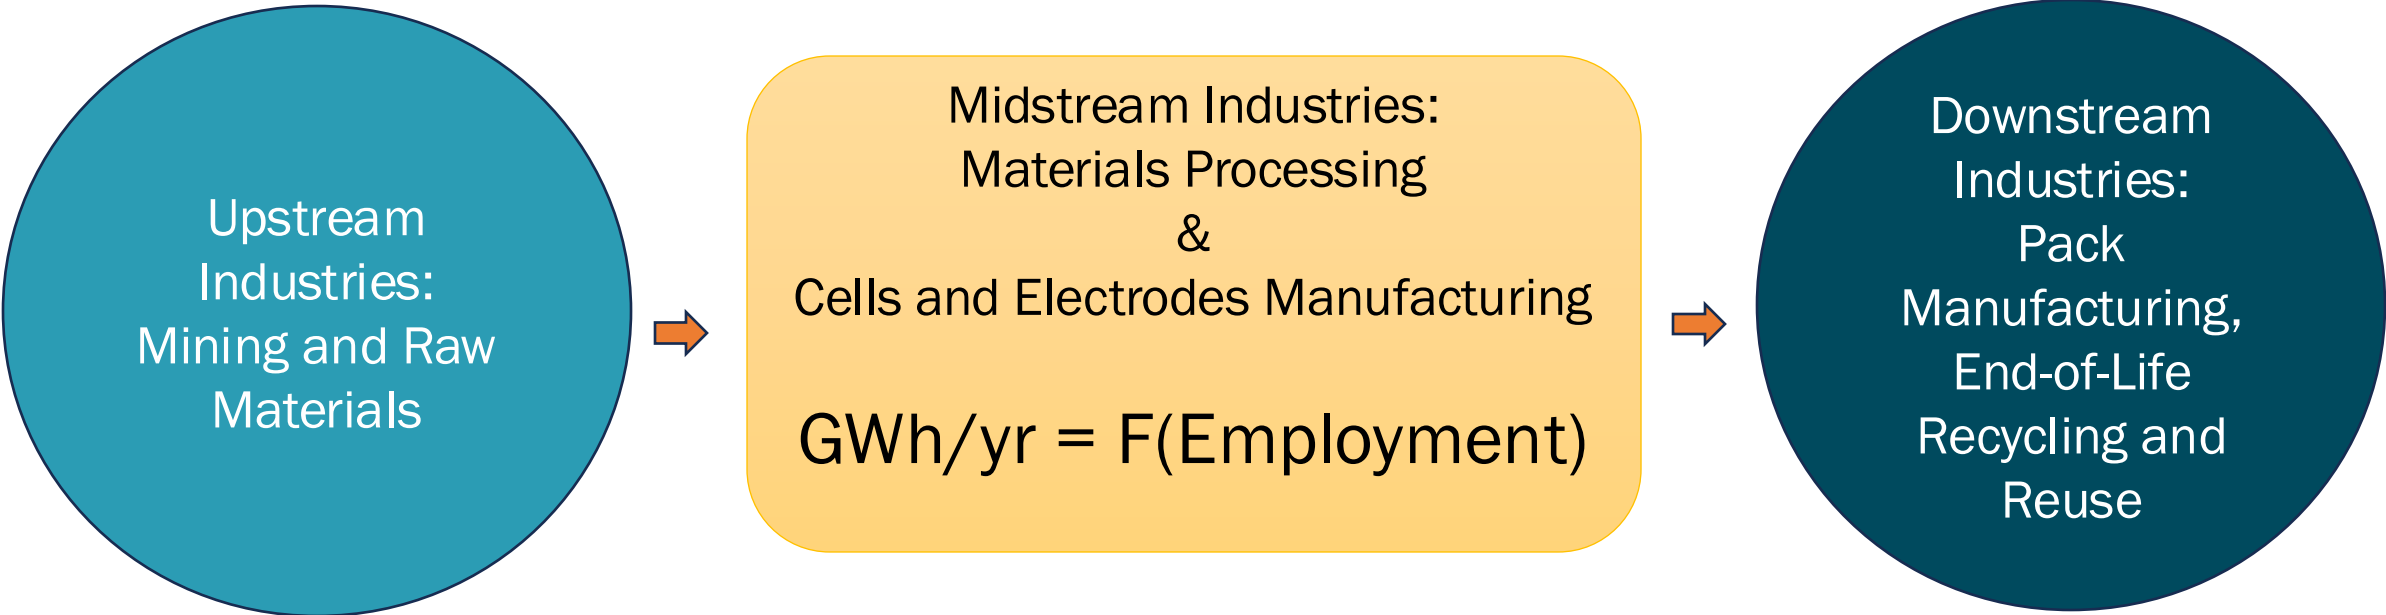 Upstream
Industries:
Mining and Raw
Materials
Midstream Industries:
Materials Processing
&
Cells and Electrodes Manufacturing
GWh/yr = F(Employment)
Downstream
Industries:
Pack
Manufacturing,
End-of-Life
Recycling and
Reuse